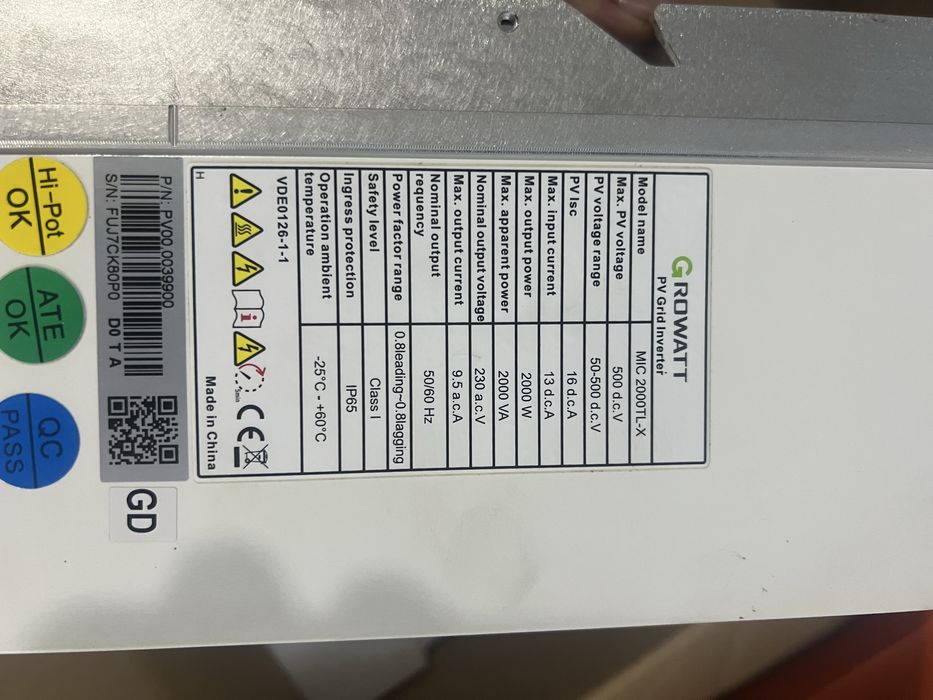 GROWATT
PV Grid Inverter
Model name MIC 2000TL-X
Max. PV voltage 500 d.c.V
PV voltage range 50-500 d.c.V
PV Isc 16 d.c.A
Max. input current 13 d.c.A
Max. output power 2000 W
Max. apparent power 2000 VA
Nominal output voltage 230 a.c.V
Max. output current 9.5 a.c.A
Nominal output
requency 50/60 Hz
Power factor range 0.8leading~0.8lagging
Safety level Class I
Ingress protection IP65
Operation ambient
temperature -25°C - +60°C
VDE0126-1-1
5min
CE
H Made in China
P/N: PV00.0039900
S/N: FUJ7CK80P0 D0 T A
GD
Hi-Pot
OK
ATE
OK
QC
PASS